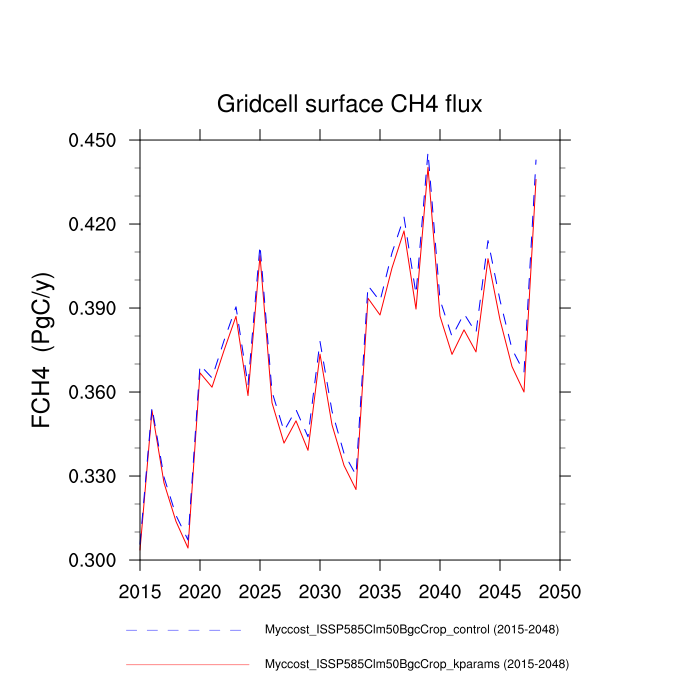 Gridcell surface CH4 flux
0.450
0.420
0.390
0.360
0.330
0.300
FCH4 (PgC/y)
2015 2020 2025 2030 2035 2040 2045 2050
Myccost_ISSP585Clm50BgcCrop_control (2015-2048)
Myccost_ISSP585Clm50BgcCrop_kparams (2015-2048)